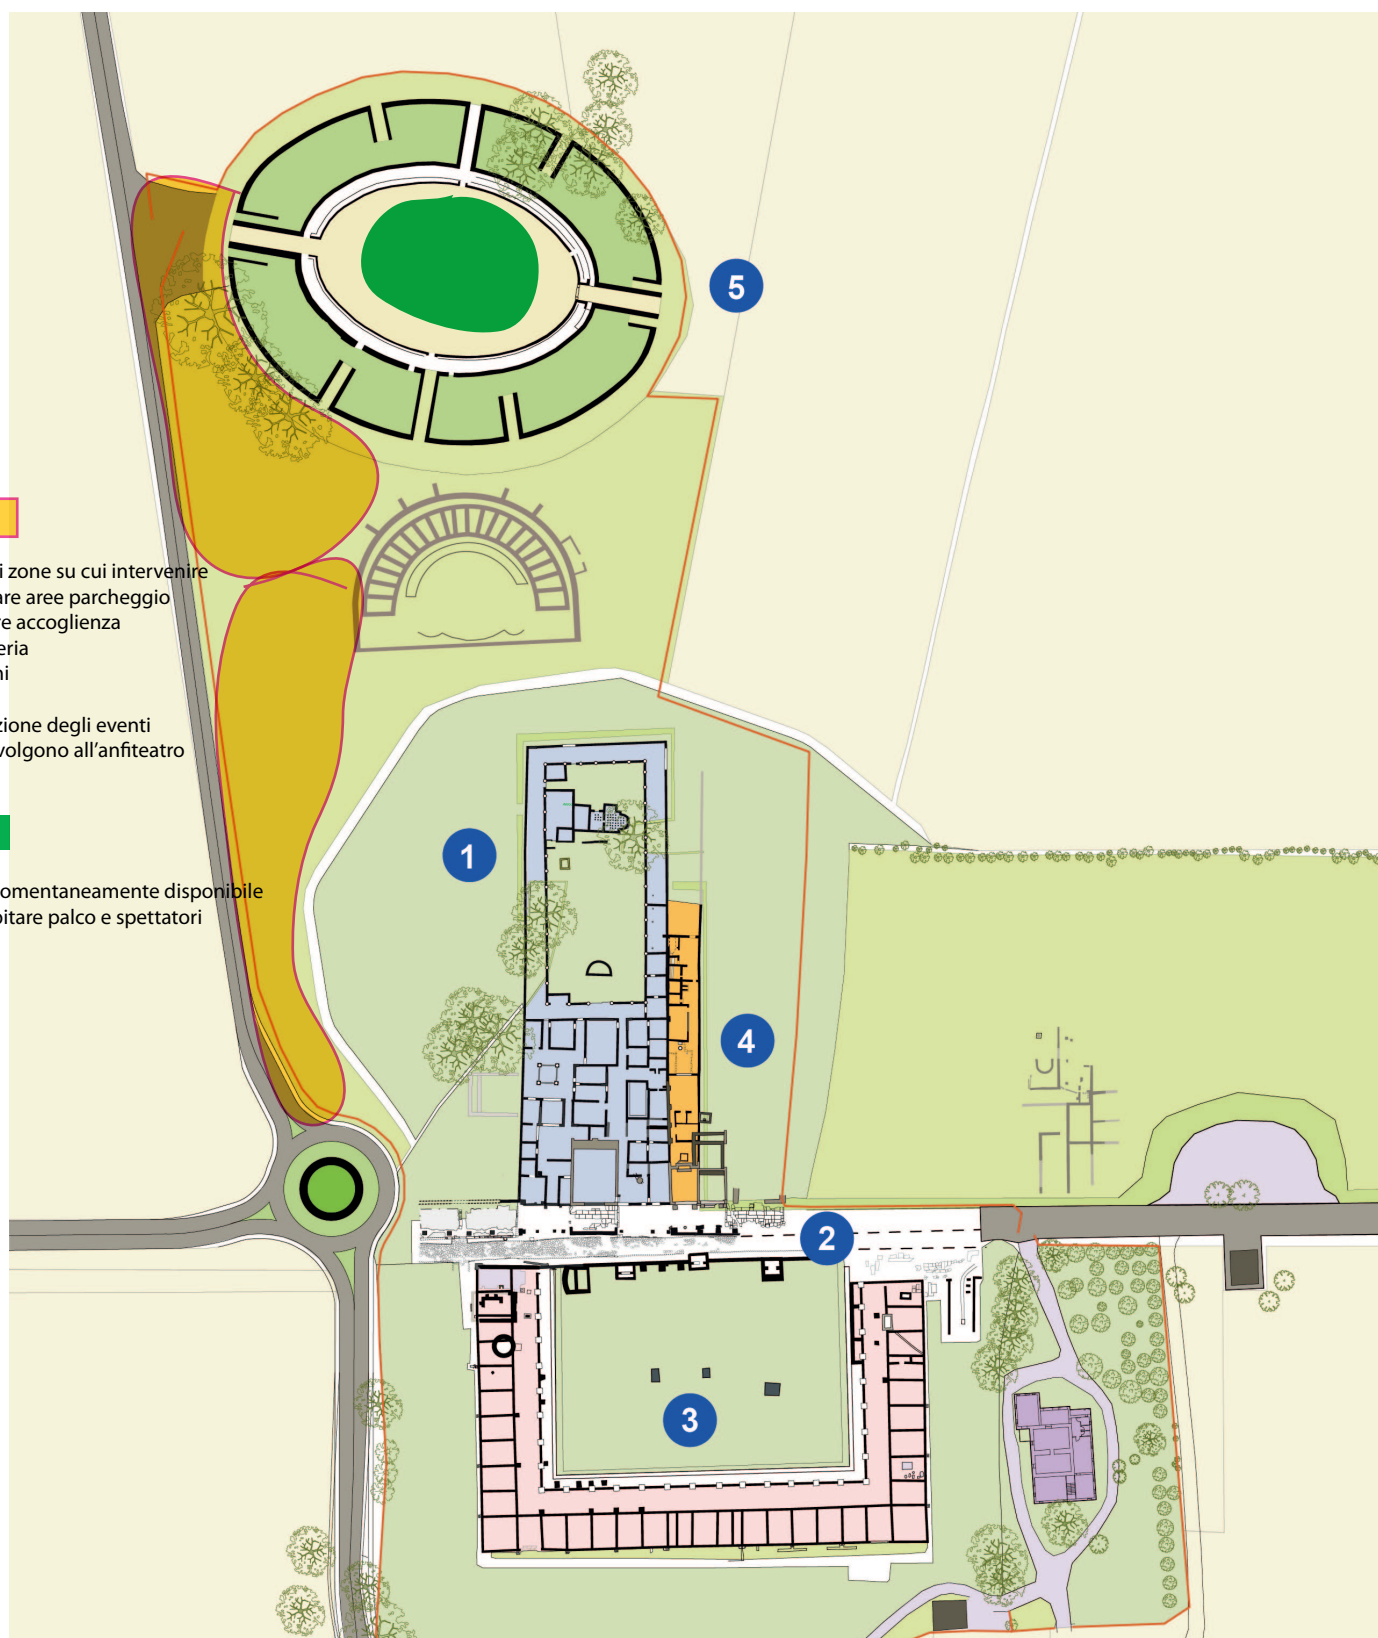 5
i zone su cui intervenire
are aree parcheggio
e accoglienza
eria
ni
zione degli eventi
volgono all'anfiteatro
1
omentaneamente disponibile
pitare palco e spettatori
4
2
3